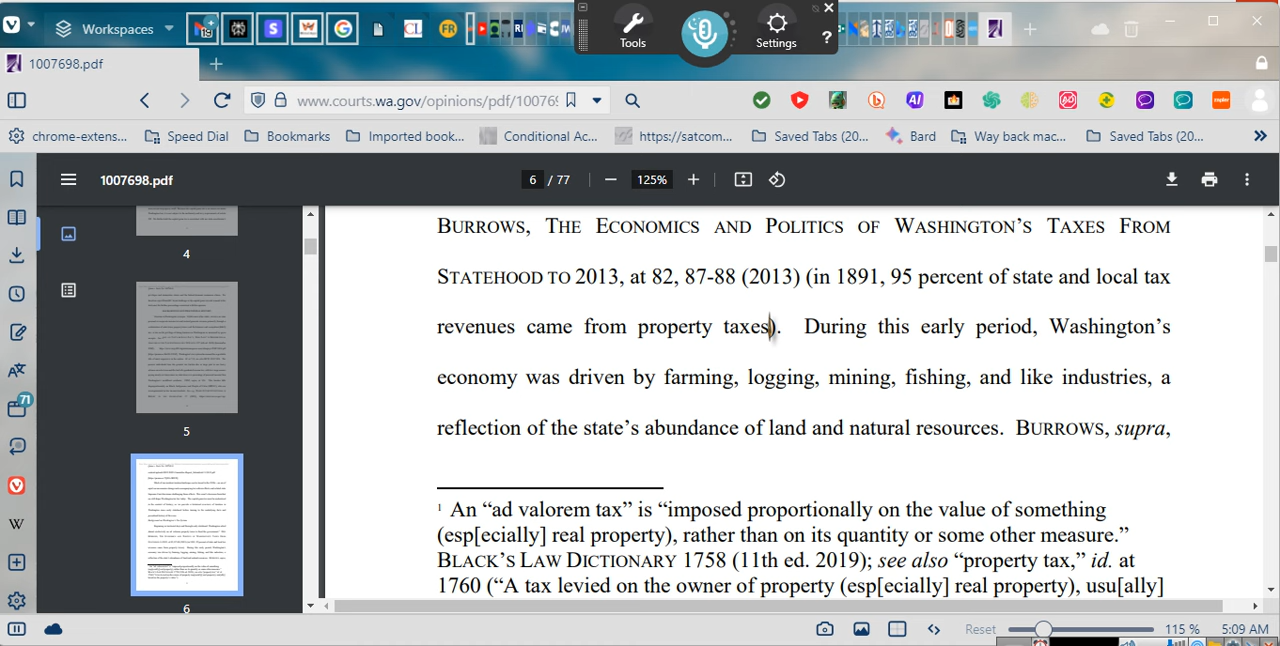 Workspaces
19
S
G
CL
FR
Tools
Settings
?
1007698.pdf
www.courts.wa.gov/opinions/pdf/10076
AI
chrome-extens...
Speed Dial
Bookmarks
Imported book...
Conditional Ac...
https://satcom...
Saved Tabs (20...
Bard
Way back mac...
Saved Tabs (20...
1007698.pdf
6 / 77
125%
4
5
6
71
W
BURROWS, THE ECONOMICS AND POLITICS OF WASHINGTON'S TAXES FROM
STATEHOOD TO 2013, at 82, 87-88 (2013) (in 1891, 95 percent of state and local tax
revenues came from property taxes). During this early period, Washington's
economy was driven by farming, logging, mining, fishing, and like industries, a
reflection of the state's abundance of land and natural resources. BURROWS, supra,
1 An "ad valorem tax" is "imposed proportionally on the value of something
(esp[ecially] real property), rather than on its quantity or some other measure."
BLACK'S LAW DICTIONARY 1758 (11th ed. 2019); see also "property tax," id. at
1760 ("A tax levied on the owner of property (esp[ecially] real property), usu[ally]
Reset
115 %
5:09 AM